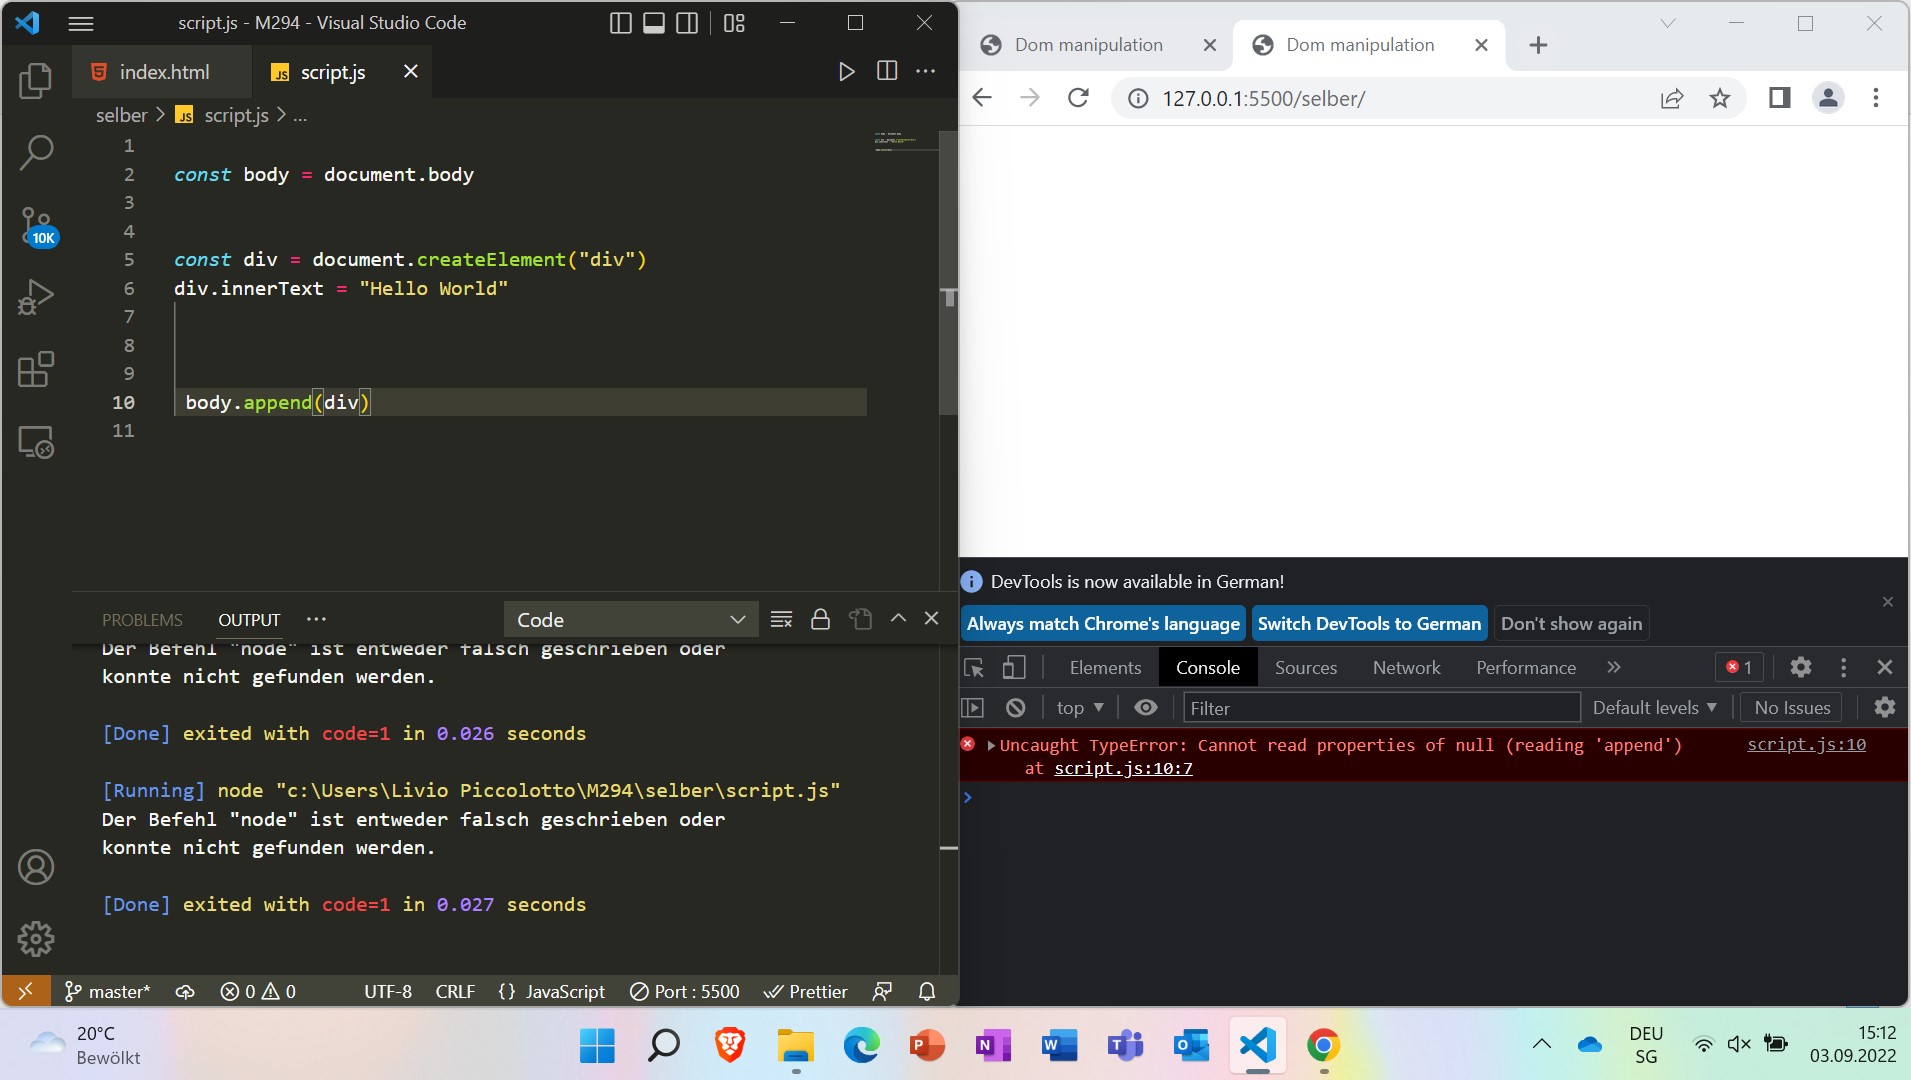 script.js - M294 - Visual Studio Code
index.html
script.js
selber > script.js > ...
1
2 const body = document.body
3
4
5 const div = document.createElement("div")
6 div.innerText = "Hello World"
7
8
9
10 body.append(div)
11
10K
PROBLEMS OUTPUT ... Code
Der Befehl "node" ist entweder falsch geschrieben oder
konnte nicht gefunden werden.
[Done] exited with code=1 in 0.026 seconds
[Running] node "c:\Users\Livio Piccolotto\M294\selber\script.js"
Der Befehl "node" ist entweder falsch geschrieben oder
konnte nicht gefunden werden.
[Done] exited with code=1 in 0.027 seconds
master* 0 0 UTF-8 CRLF {} JavaScript Port : 5500 Prettier
Dom manipulation
Dom manipulation
127.0.0.1:5500/selber/
DevTools is now available in German!
Always match Chrome's language Switch DevTools to German Don't show again
Elements Console Sources Network Performance » 1
top Filter Default levels No Issues
Uncaught TypeError: Cannot read properties of null (reading 'append') script.js:10
at script.js:10:7
20°C
Bewölkt
DEU
SG
15:12
03.09.2022